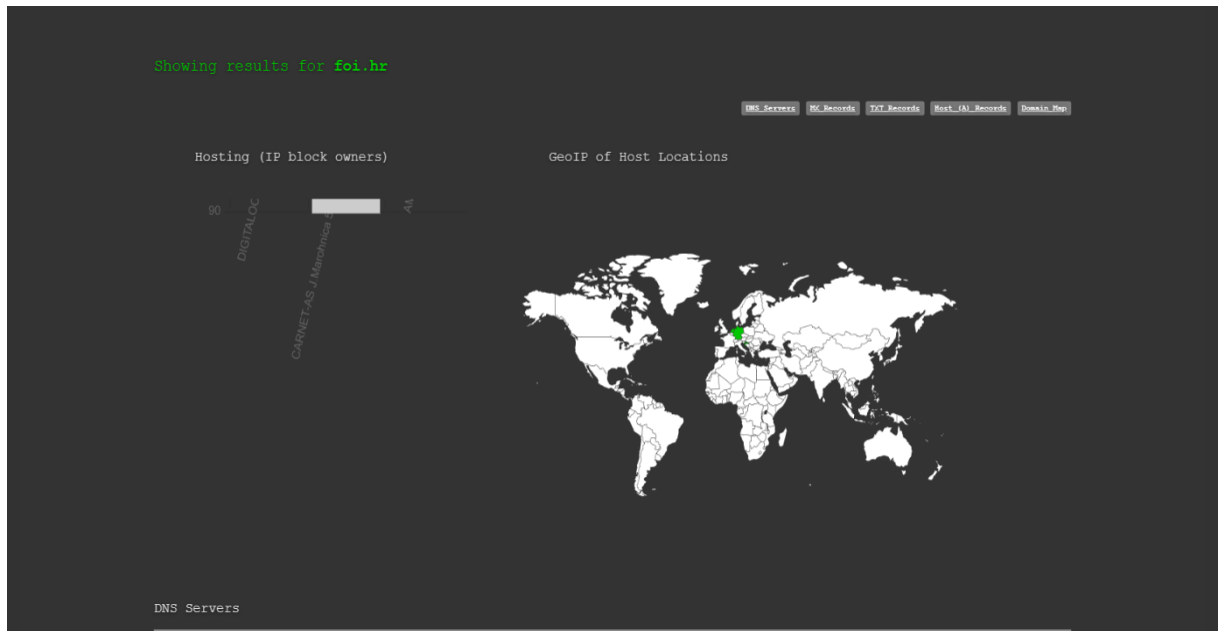 Showing results for foi.hr
DNS Servers MX Records TXT Records Host (A) Records Domain Map
Hosting (IP block owners)
GeoIP of Host Locations
90
DIGITALOC
CARNET-AS J.Marohnica 5
DNS Servers